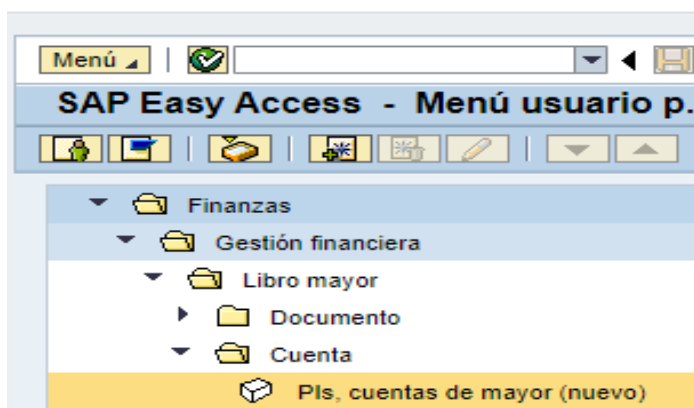 Menú
SAP Easy Access - Menú usuario p.
Finanzas
Gestión financiera
Libro mayor
Documento
Cuenta
PIs, cuentas de mayor (nuevo)